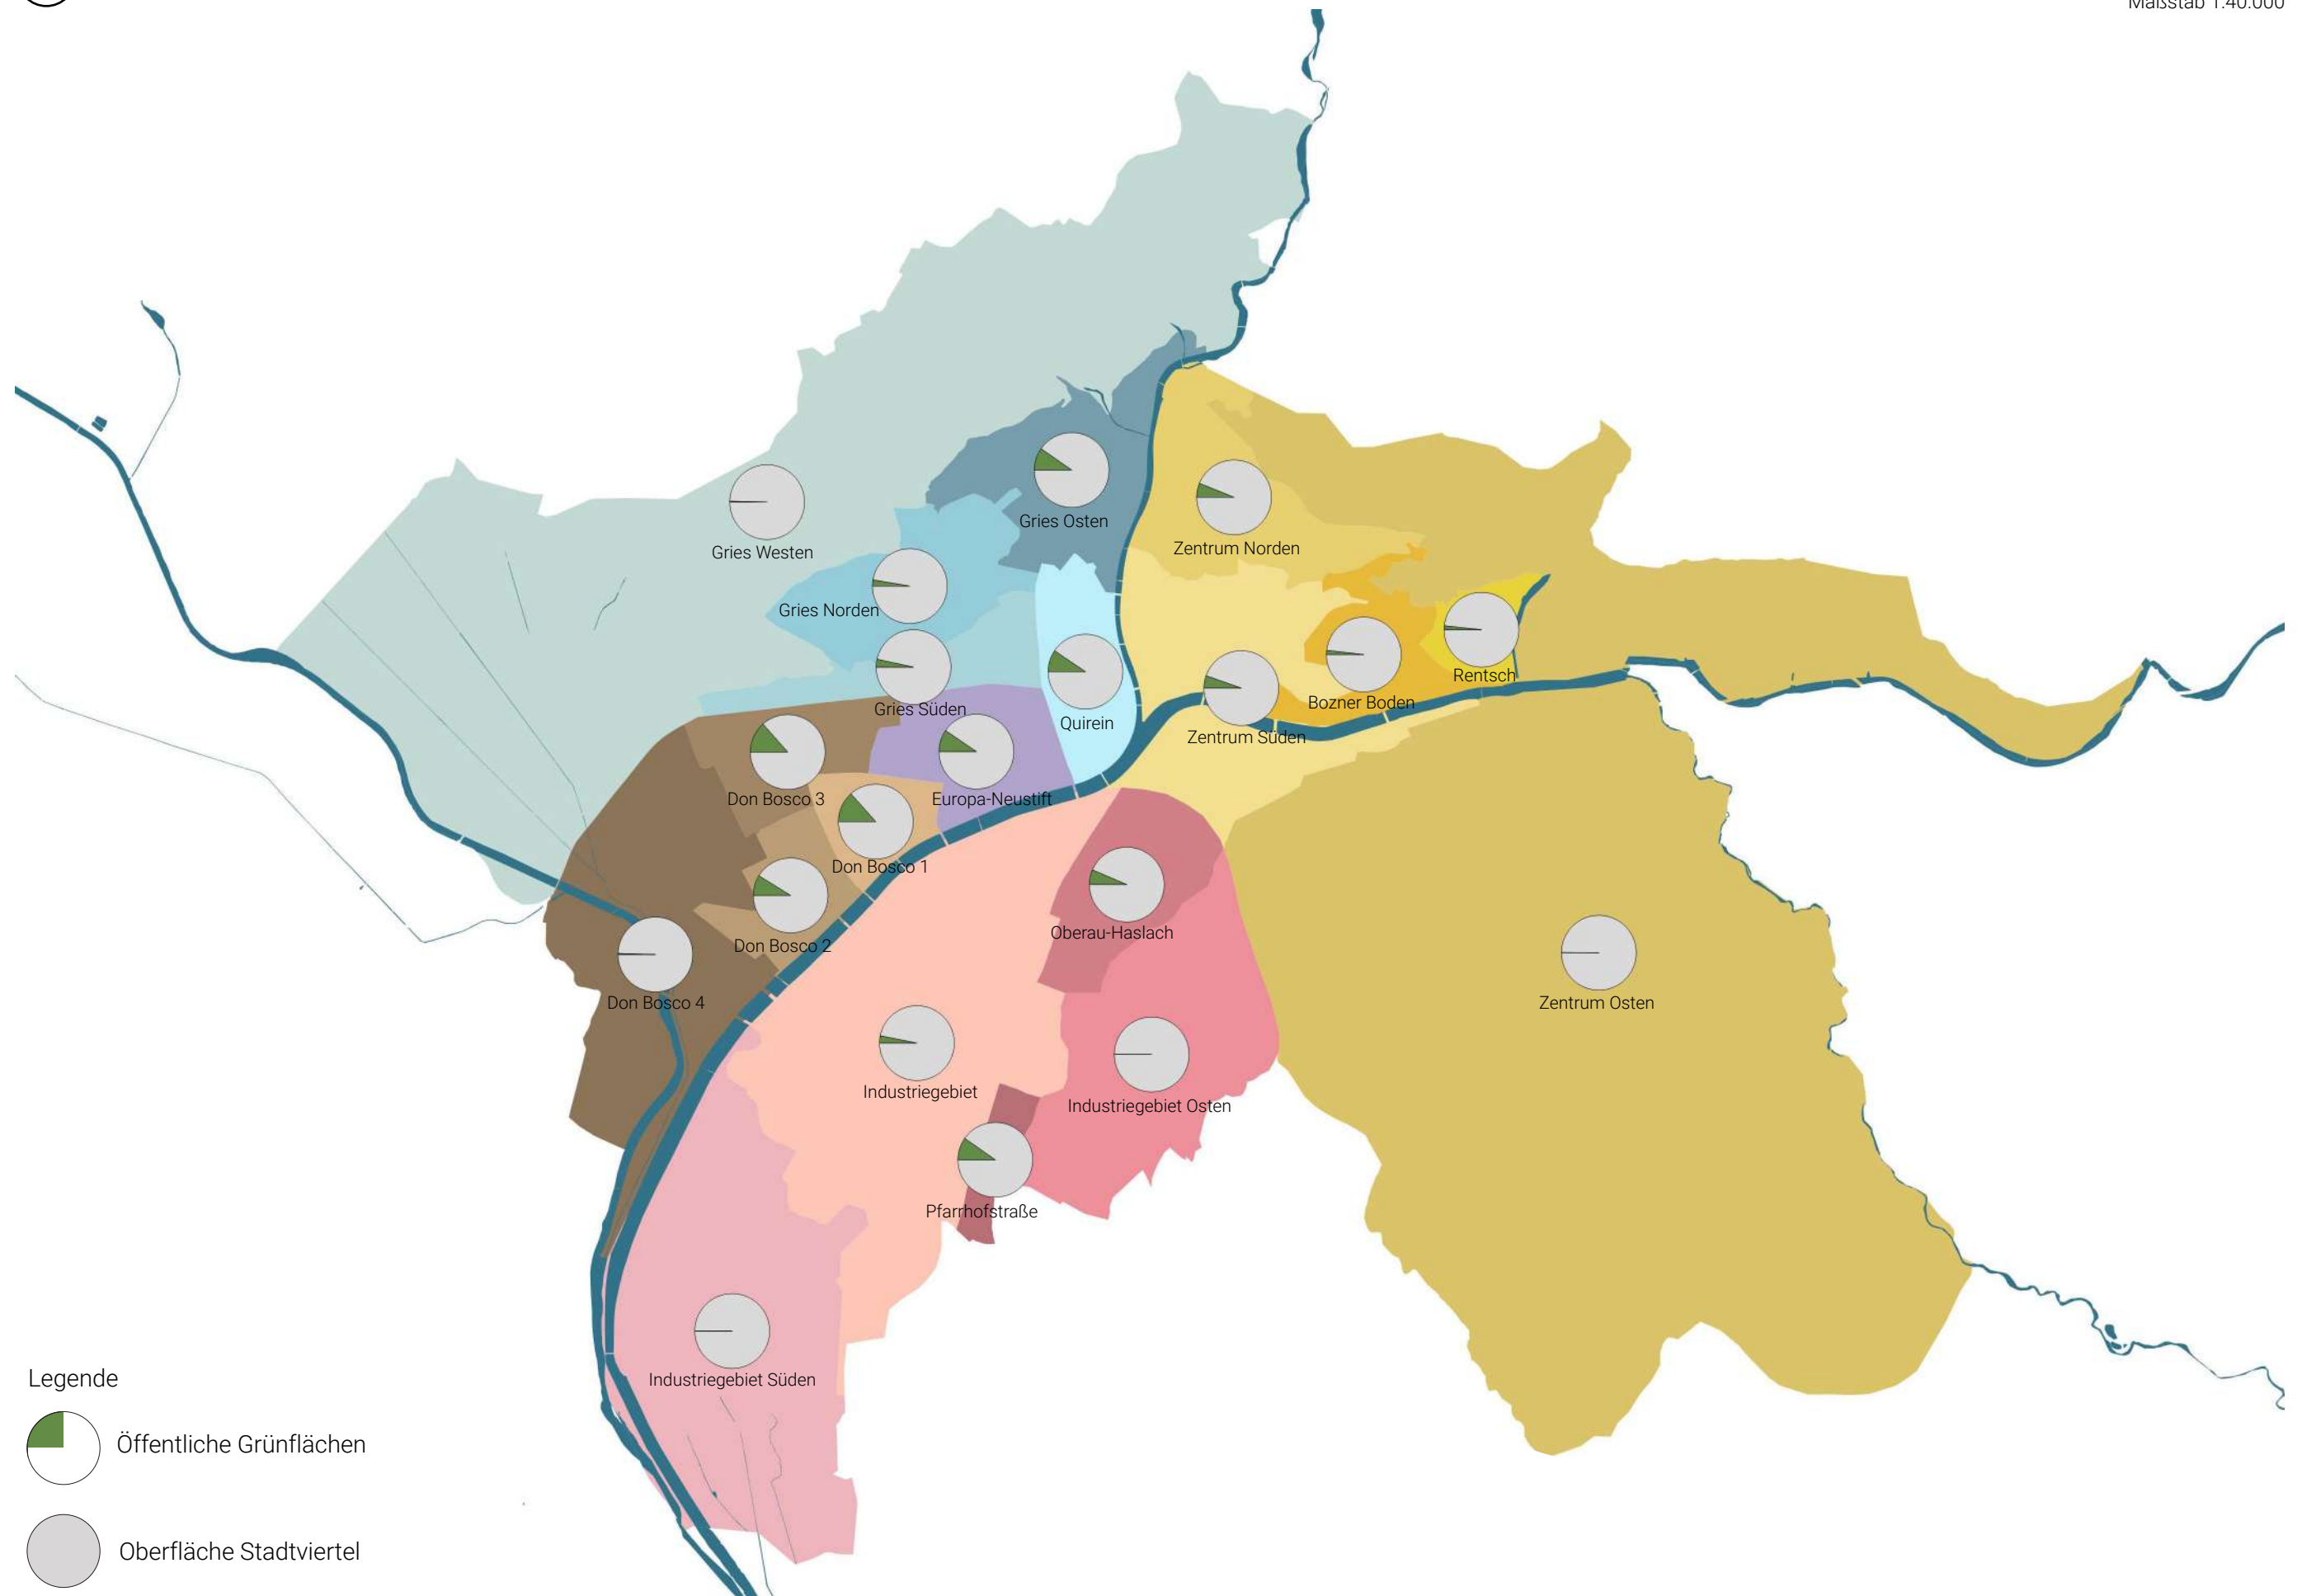 Maßstab 1:40.000
Gries Osten
Zentrum Norden
Gries Westen
Gries Norden
Rentsch
Bozner Boden
Gries Süden
Quirein
Zentrum Süden
Don Bosco 3
Europa-Neustift
Don Bosco 1
Oberau-Haslach
Don Bosco 2
Don Bosco 4
Zentrum Osten
Industriegebiet
Industriegebiet Osten
Pfarrhofstraße
Industriegebiet Süden
Legende
Öffentliche Grünflächen
Oberfläche Stadtviertel